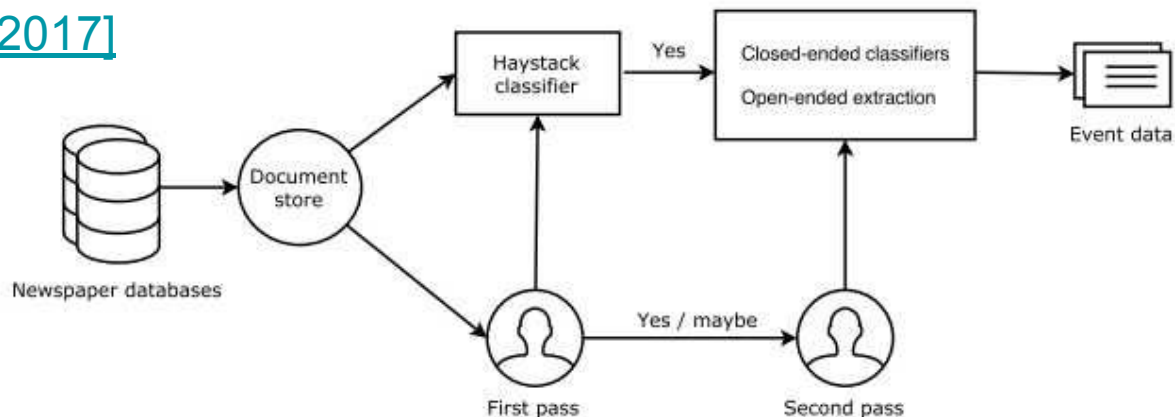 2017]
Haystack
classifier
Yes
Closed-ended classifiers
Open-ended extraction
Event data
Document
store
Newspaper databases
Yes / maybe
First pass
Second pass